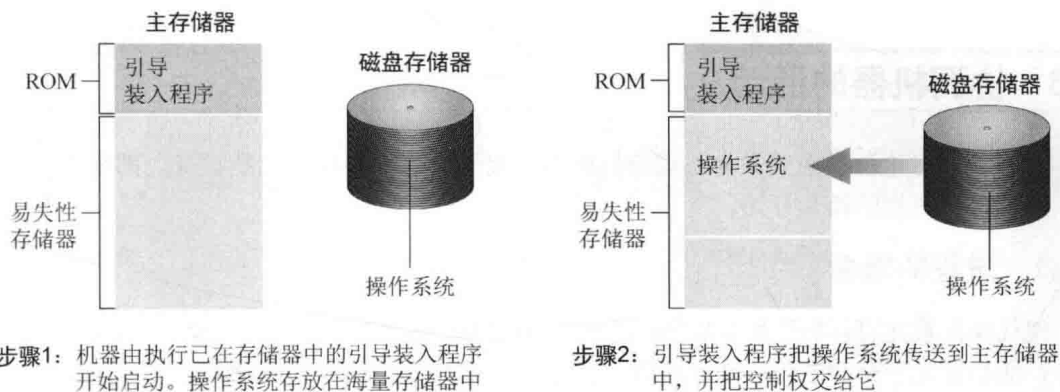 主存储器
ROM
引导
装入程序
磁盘存储器
易失性
存储器
操作系统
步骤1：机器由执行已在存储器中的引导装入程序
开始启动。操作系统存放在海量存储器中
主存储器
ROM
引导
装入程序
磁盘存储器
操作系统
易失性
存储器
操作系统
步骤2：引导装入程序把操作系统传送到主存储器
中，并把控制权交给它